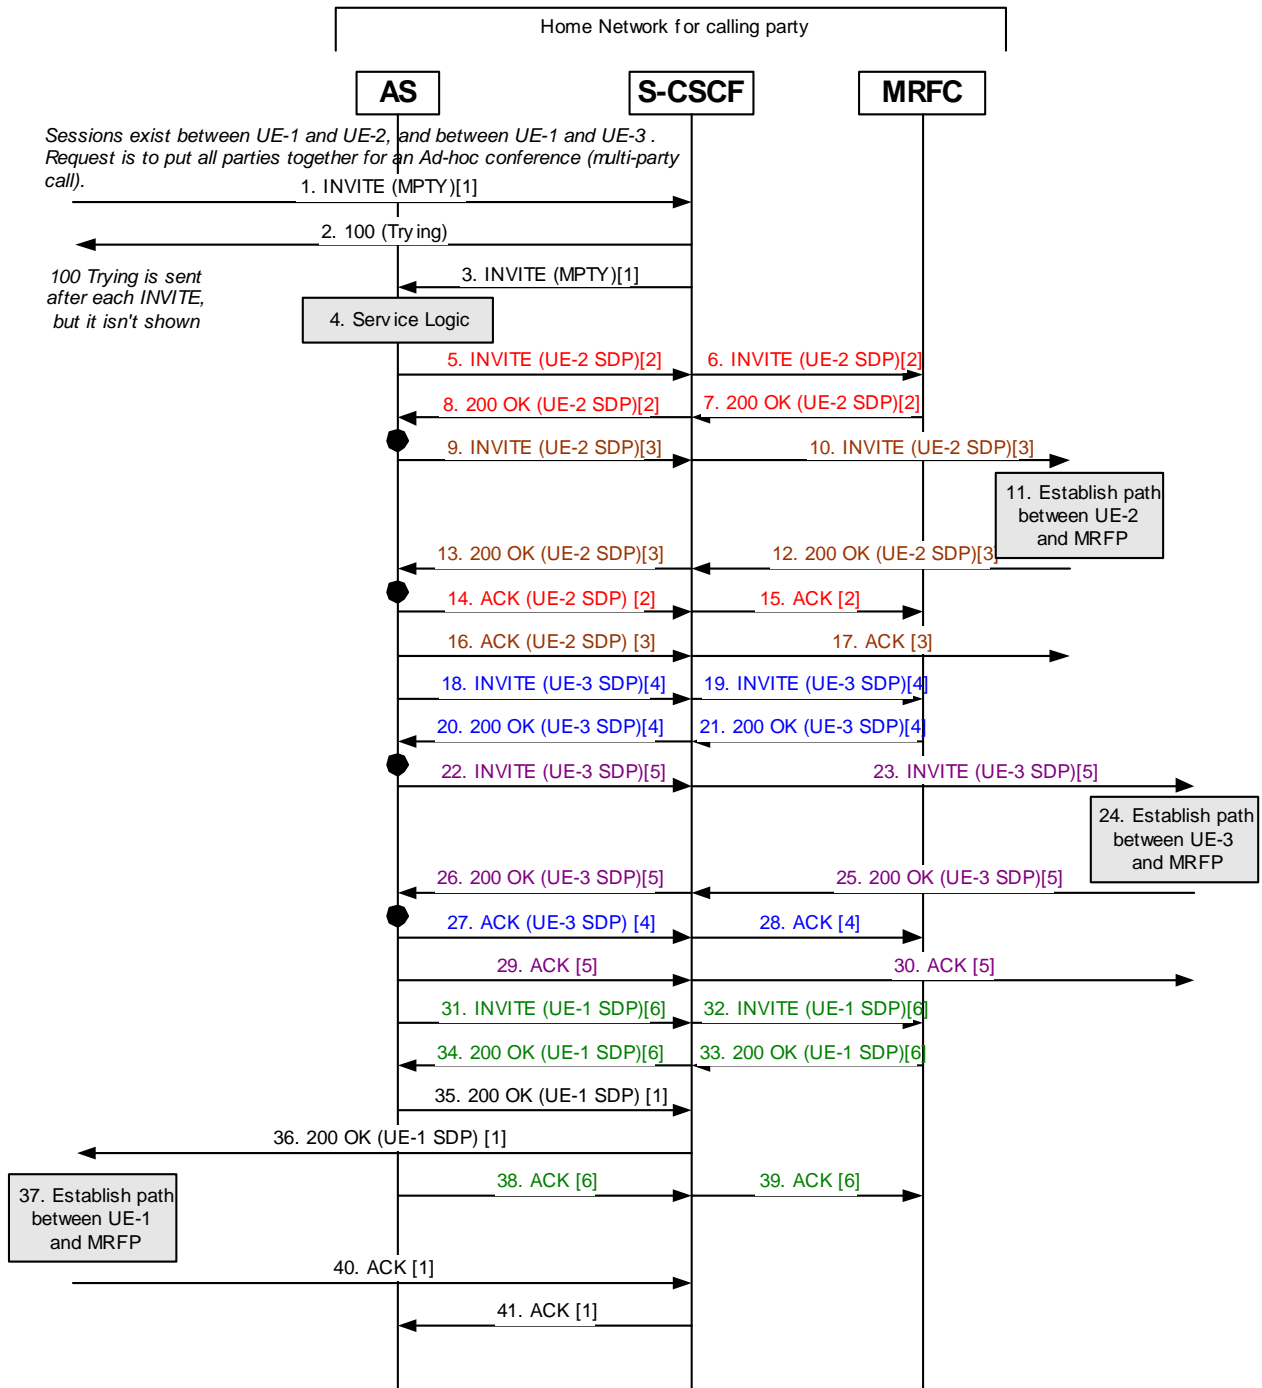 Home Network for calling party
AS
S-CSCF
MRFC
Sessions exist between UE-1 and UE-2, and between UE-1 and UE-3 .
Request is to put all parties together for an Ad-hoc conference (multi-party
call).
1. INVITE (MPTY)[1]
2. 100 (Trying)
100 Trying is sent
after each INVITE,
but it isn't shown
3. INVITE (MPTY)[1]
4. Service Logic
5. INVITE (UE-2 SDP)[2]
6. INVITE (UE-2 SDP)[2]
8. 200 OK (UE-2 SDP)[2]
7. 200 OK (UE-2 SDP)[2]
9. INVITE (UE-2 SDP)[3]
10. INVITE (UE-2 SDP)[3]
11. Establish path
between UE-2
and MRFP
13. 200 OK (UE-2 SDP)[3]
12. 200 OK (UE-2 SDP)[3]
14. ACK (UE-2 SDP) [2]
15. ACK [2]
16. ACK (UE-2 SDP) [3]
17. ACK [3]
18. INVITE (UE-3 SDP)[4]
19. INVITE (UE-3 SDP)[4]
20. 200 OK (UE-3 SDP)[4]
21. 200 OK (UE-3 SDP)[4]
22. INVITE (UE-3 SDP)[5]
23. INVITE (UE-3 SDP)[5]
24. Establish path
between UE-3
and MRFP
26. 200 OK (UE-3 SDP)[5]
25. 200 OK (UE-3 SDP)[5]
27. ACK (UE-3 SDP) [4]
28. ACK [4]
29. ACK [5]
30. ACK [5]
31. INVITE (UE-1 SDP)[6]
32. INVITE (UE-1 SDP)[6]
34. 200 OK (UE-1 SDP)[6]
33. 200 OK (UE-1 SDP)[6]
35. 200 OK (UE-1 SDP) [1]
36. 200 OK (UE-1 SDP) [1]
37. Establish path
between UE-1
and MRFP
38. ACK [6]
39. ACK [6]
40. ACK [1]
41. ACK [1]